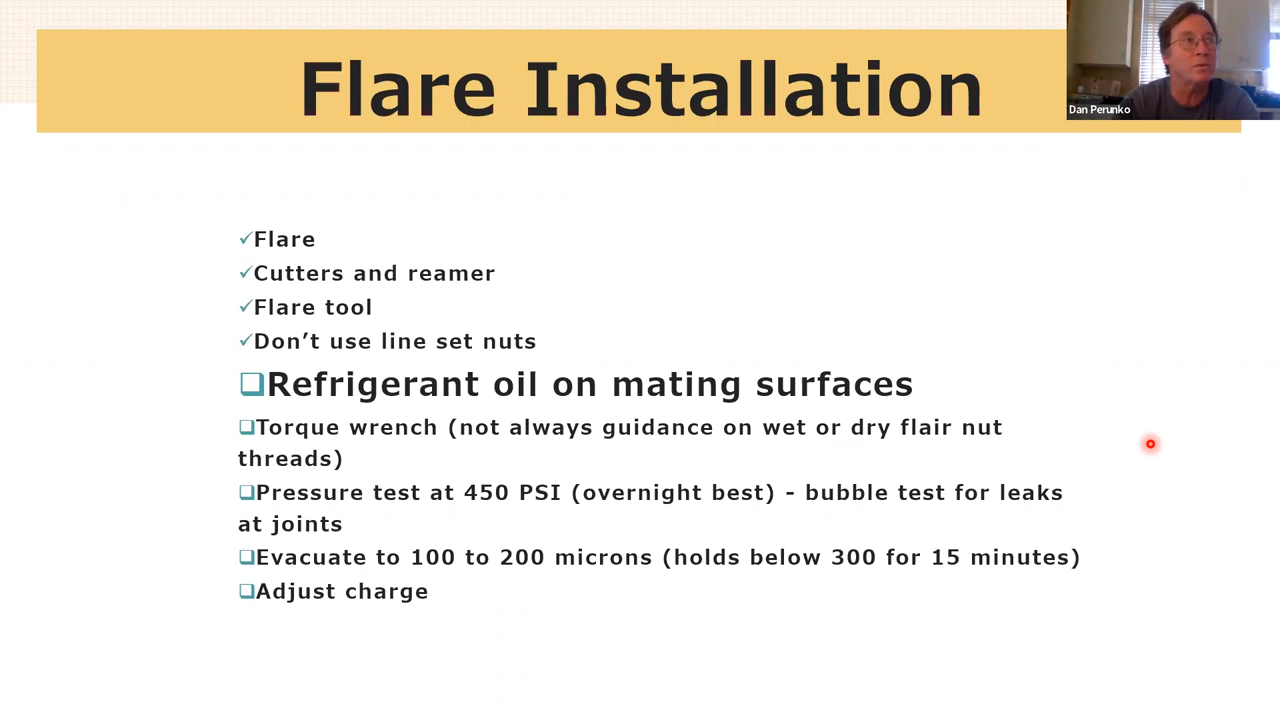 Flare Installation
Dan Perunko
✓Flare
✓Cutters and reamer
✓Flare tool
✓Don’t use line set nuts
❑Refrigerant oil on mating surfaces
❑Torque wrench (not always guidance on wet or dry flair nut
threads)
❑Pressure test at 450 PSI (overnight best) - bubble test for leaks
at joints
❑Evacuate to 100 to 200 microns (holds below 300 for 15 minutes)
❑Adjust charge